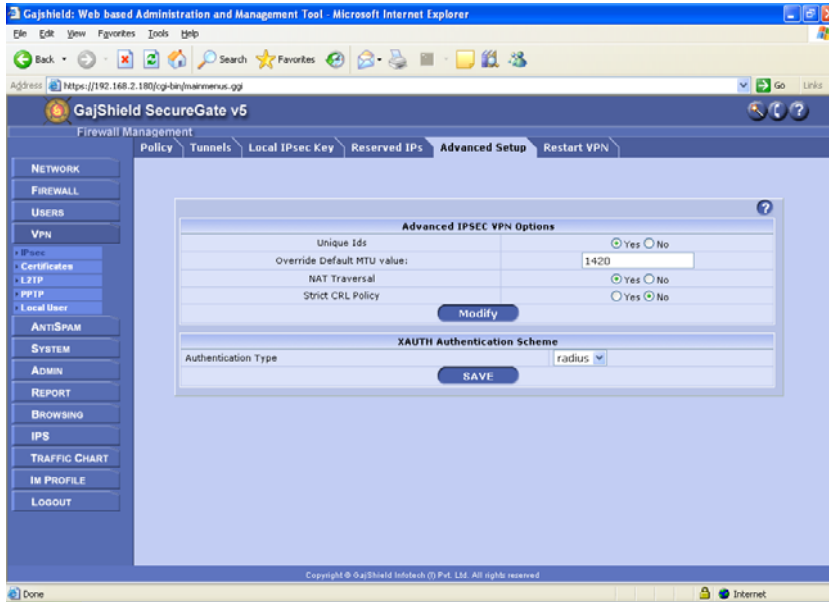 Gajshield: Web based Administration and Management Tool - Microsoft Internet Explorer
File Edit View Favorites Tools Help
Back Search Favorites
Address https://192.168.2.180/cgi-bin/mainmenus.ggi Go Links
GajShield SecureGate v5
Firewall Management
Policy Tunnels Local IPsec Key Reserved IPs Advanced Setup Restart VPN
NETWORK
FIREWALL
USERS
VPN
IPsec
Certificates
L2TP
PPTP
Local User
ANTISPAM
SYSTEM
ADMIN
REPORT
BROWSING
IPS
TRAFFIC CHART
IM PROFILE
LOGOUT
Advanced IPSEC VPN Options
Unique Ids Yes No
Override Default MTU value: 1420
NAT Traversal Yes No
Strict CRL Policy Yes No
Modify
XAUTH Authentication Scheme
Authentication Type radius
SAVE
Copyright © GajShield Infotech (I) Pvt. Ltd. All rights reserved
Done Internet